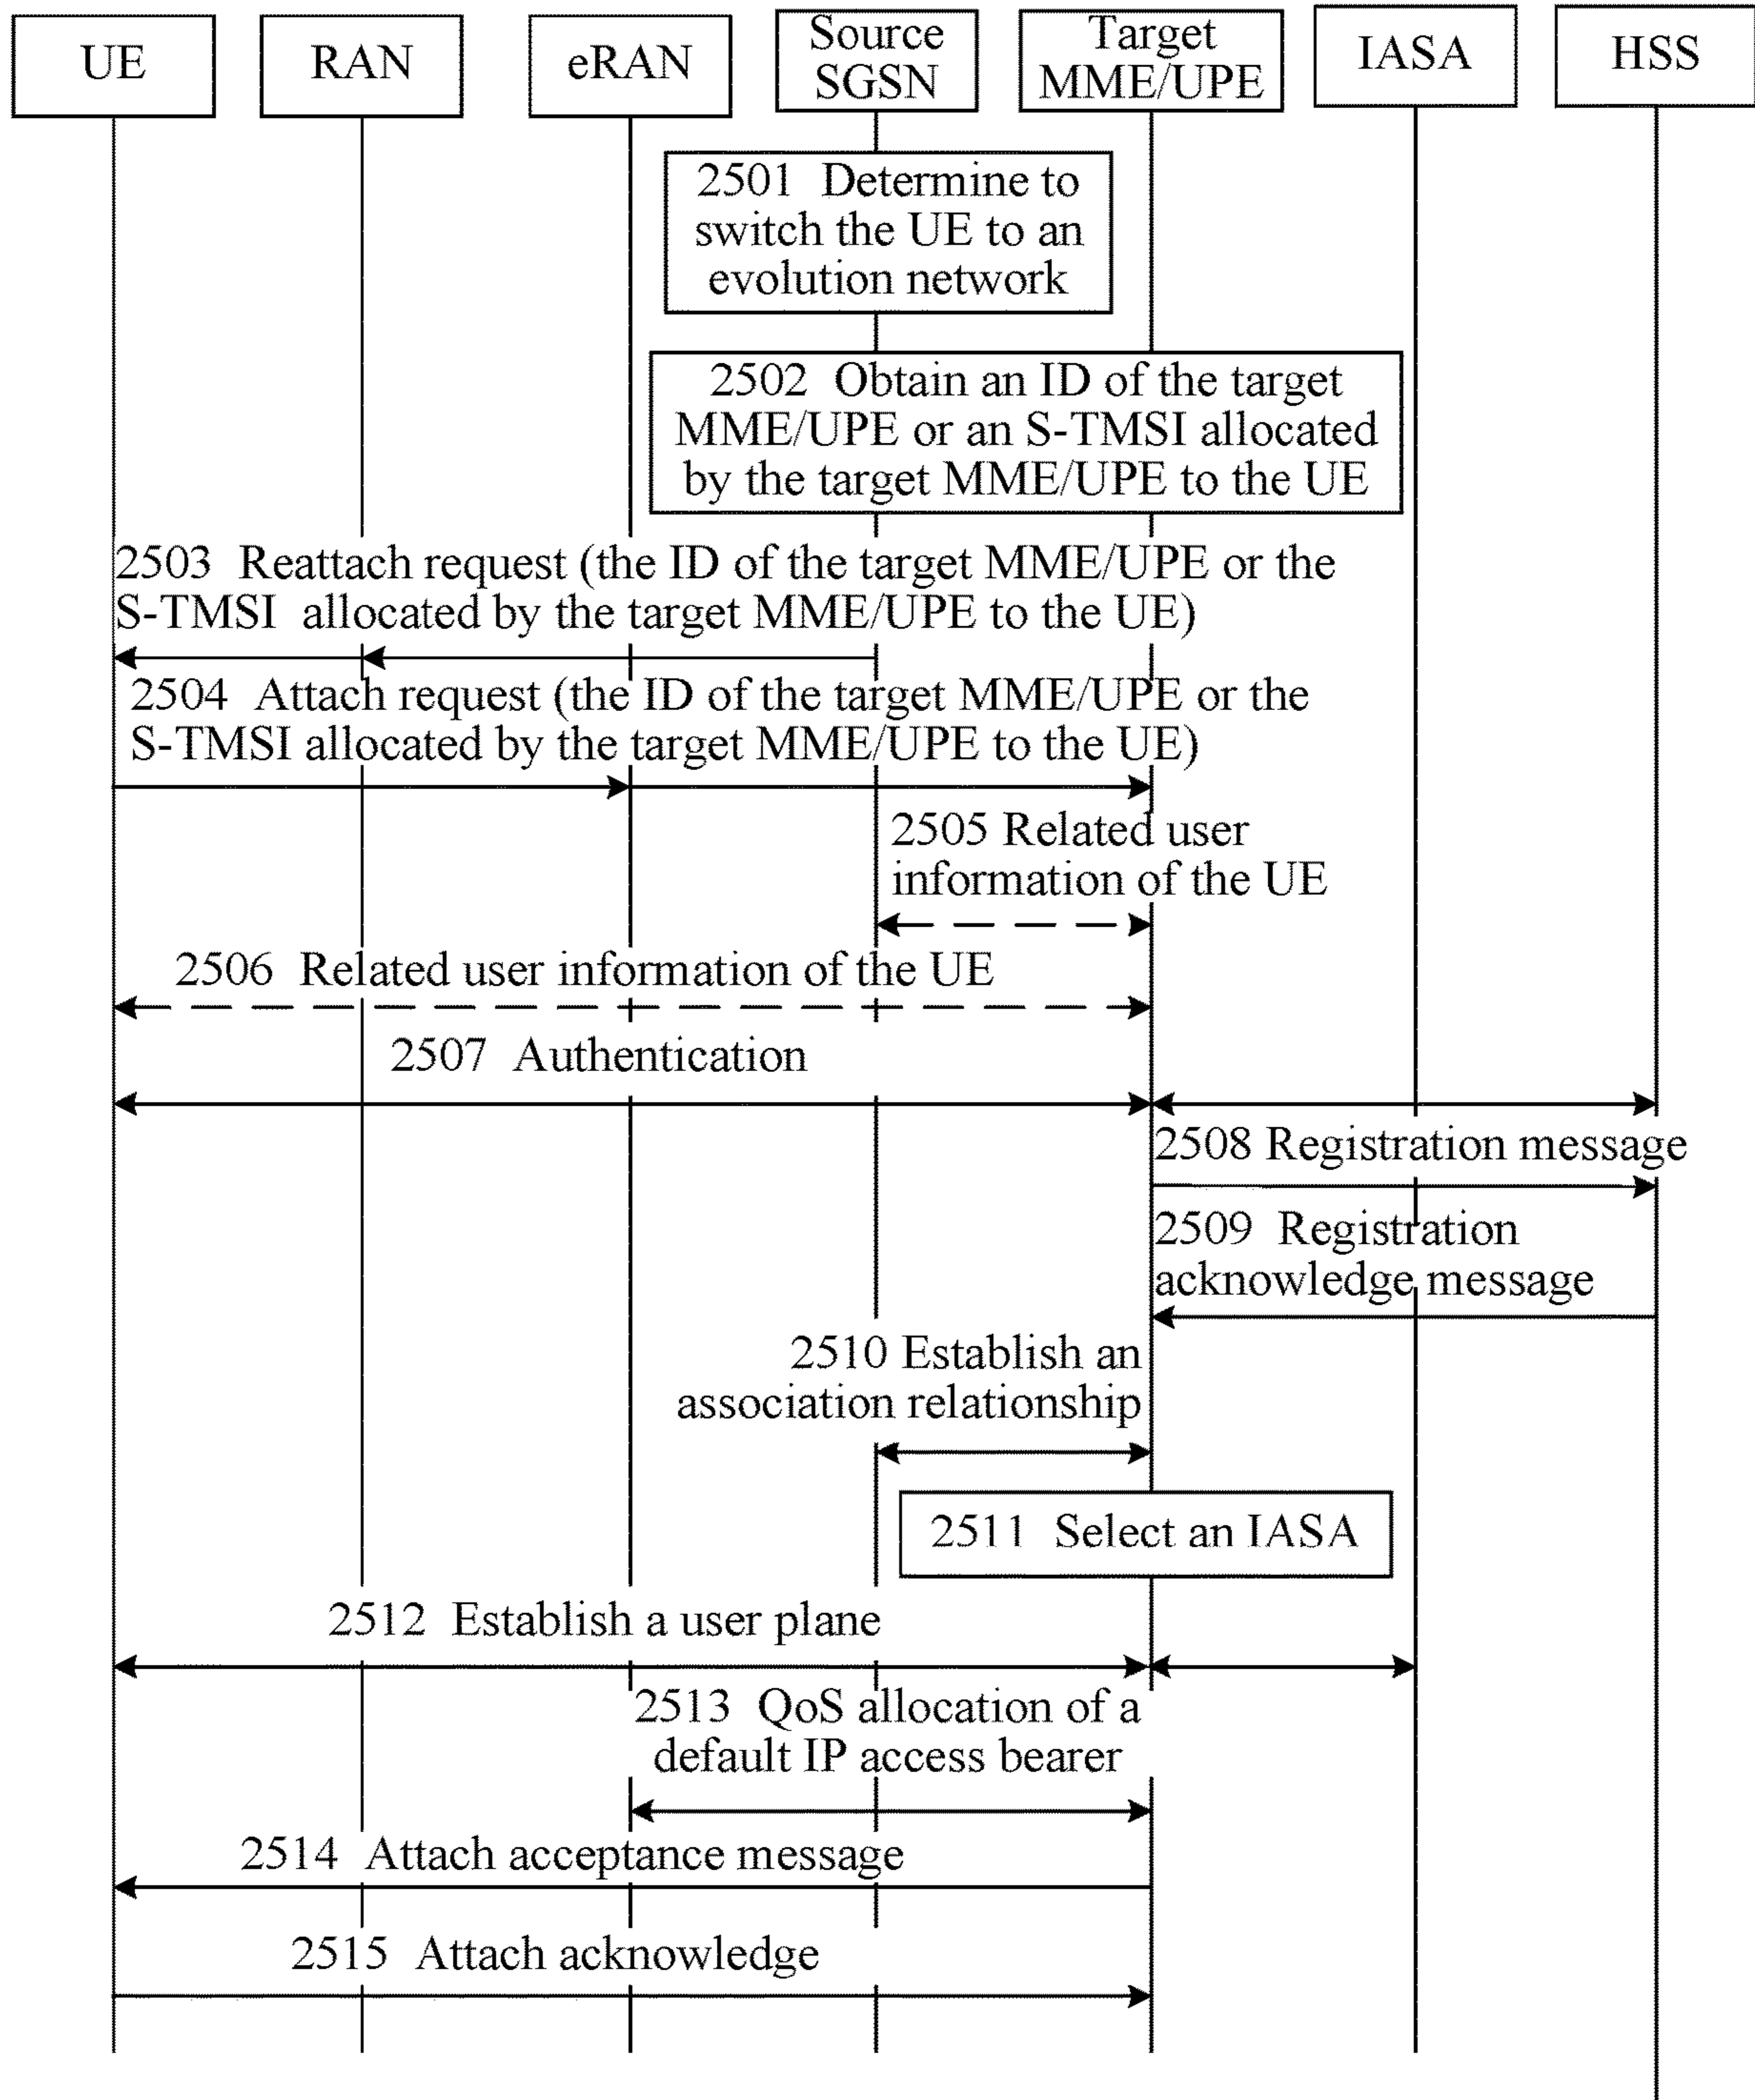 UE
RAN
eRAN
Source
SGSN
Target
MME/UPE
IASA
HSS
2501 Determine to
switch the UE to an
evolution network
2502 Obtain an ID of the target
MME/UPE or an S-TMSI allocated
by the target MME/UPE to the UE
2503 Reattach request (the ID of the target MME/UPE or the
S-TMSI allocated by the target MME/UPE to the UE)
2504 Attach request (the ID of the target MME/UPE or the
S-TMSI allocated by the target MME/UPE to the UE)
2505 Related user
information of the UE
2506 Related user information of the UE
2507 Authentication
2508 Registration message
2509 Registration
acknowledge message
2510 Establish an
association relationship
2511 Select an IASA
2512 Establish a user plane
2513 QoS allocation of a
default IP access bearer
2514 Attach acceptance message
2515 Attach acknowledge